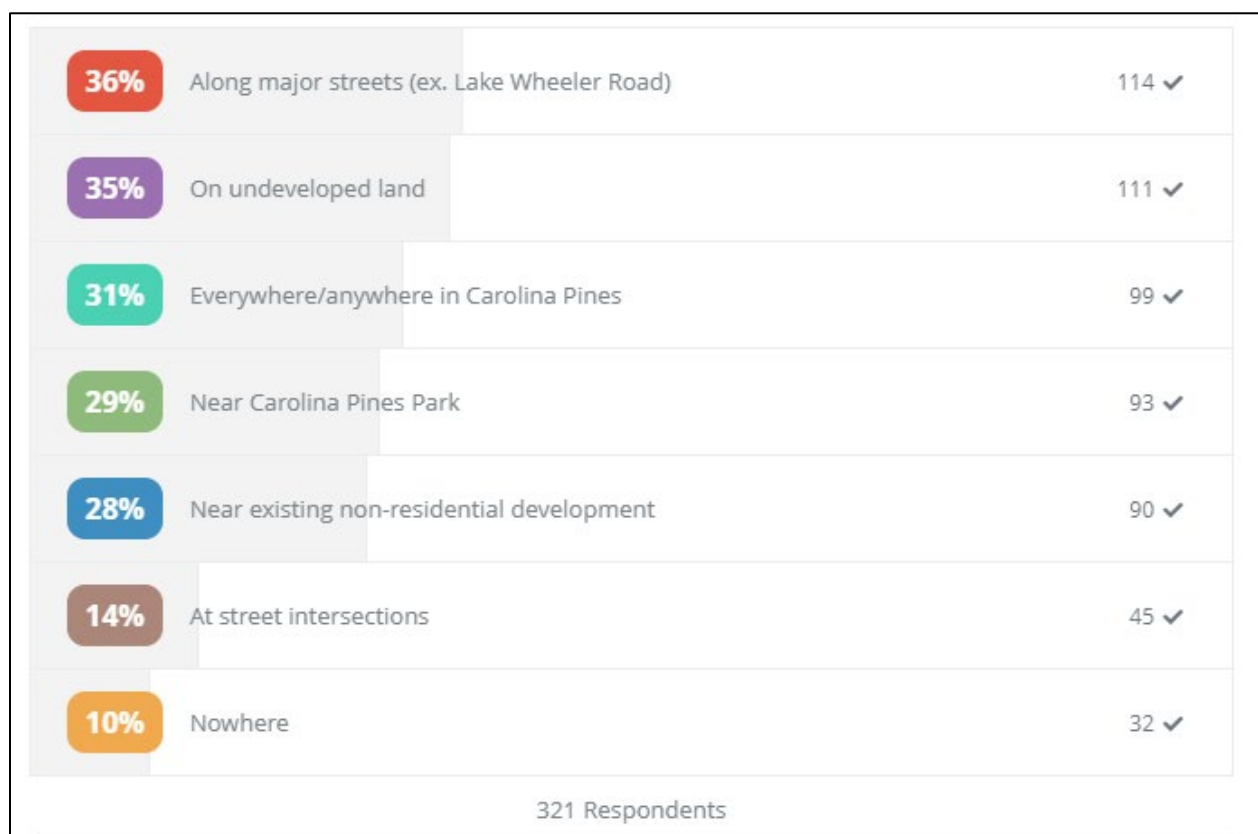 36% Along major streets (ex. Lake Wheeler Road) 114
35% On undeveloped land 111
31% Everywhere/anywhere in Carolina Pines 99
29% Near Carolina Pines Park 93
28% Near existing non-residential development 90
14% At street intersections 45
10% Nowhere 32
321 Respondents